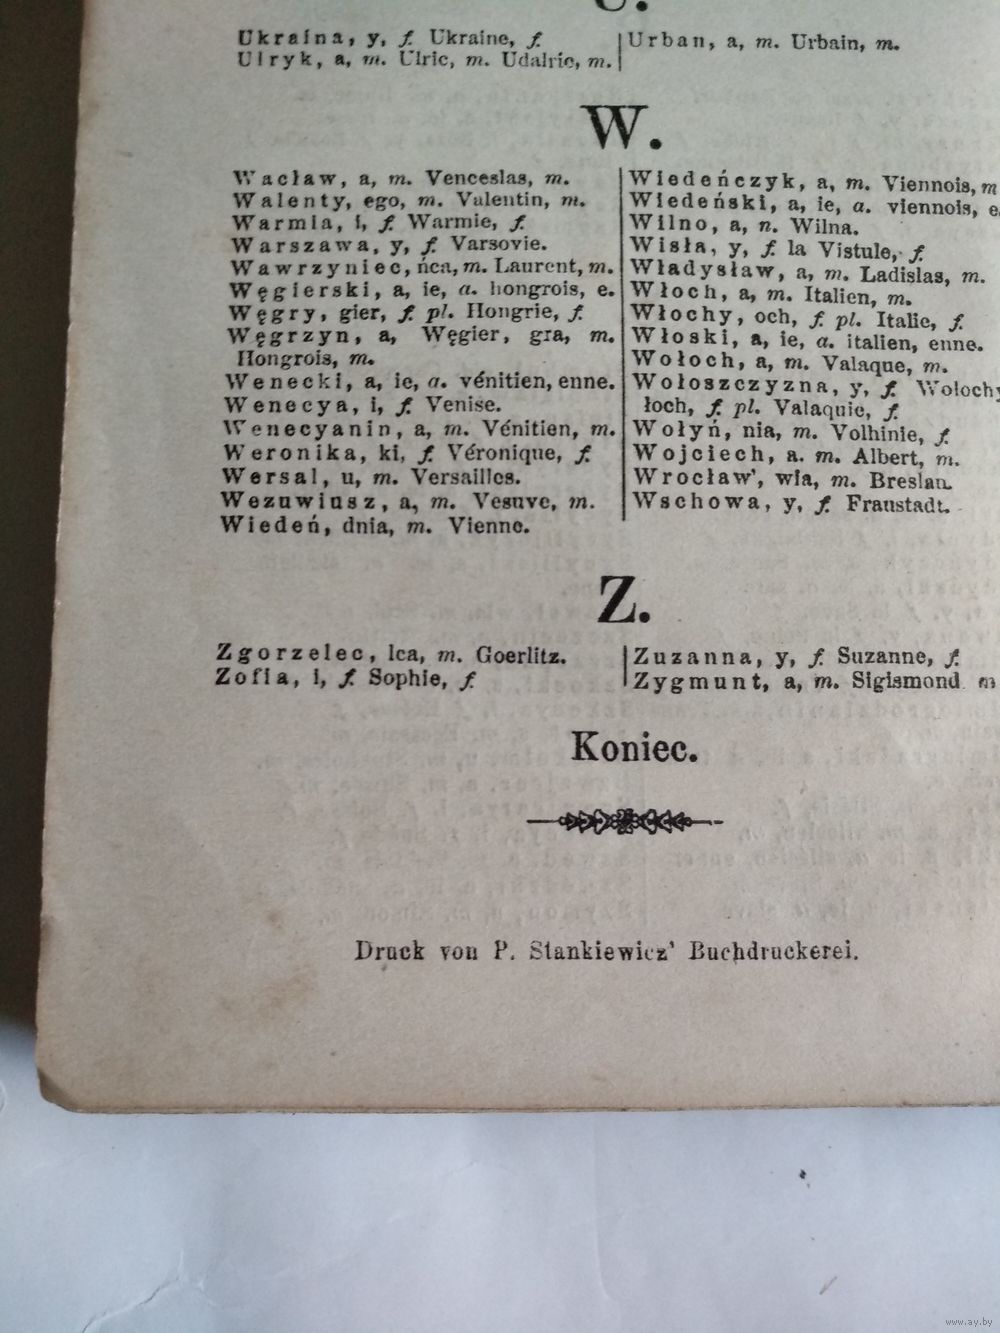 U.
Ukraina, y, f. Ukraine, f.
Ulryk, a, m. Ulric, m. Udalric, m.
Urban, a, m. Urbain, m.
W.
Wacław, a, m. Venceslas, m.
Walenty, ego, m. Valentin, m.
Warmia, i, f. Warmie, f.
Warszawa, y, f. Varsovie.
Wawrzyniec, ńca, m. Laurent, m.
Węgierski, a, ie, a. hongrois, e.
Węgry, gier, f. pl. Hongrie, f.
Węgrzyn, a, Węgier, gra, m.
Hongrois, m.
Wenecki, a, ie, a. vénitien, enne.
Wenecya, i, f. Venise.
Wenecyanin, a, m. Vénitien, m.
Weronika, ki, f. Véronique, f.
Wersal, u, m. Versailles.
Wezuwiusz, a, m. Vesuve, m.
Wiedeń, dnia, m. Vienne.
Wiedeńczyk, a, m. Viennois, m
Wiedeński, a, ie, a. viennois, e.
Wilno, a, n. Wilna.
Wisła, y, f. la Vistule, f.
Władysław, a, m. Ladislas, m.
Włoch, a, m. Italien, m.
Włochy, och, f. pl. Italie, f.
Włoski, a, ie, a. italien, enne.
Wołoch, a, m. Valaque, m.
Wołoszczyzna, y, f. Wołochy
łoch, f. pl. Valaquie, f.
Wołyń, nia, m. Volhinie, f.
Wojciech, a. m. Albert, m.
Wrocław', wia, m. Breslau.
Wschowa, y, f. Fraustadt.
Z.
Zgorzelec, lca, m. Goerlitz.
Zofia, i, f. Sophie, f.
Zuzanna, y, f. Suzanne, f.
Zygmunt, a, m. Sigismond m
Koniec.
Druck von P. Stankiewicz' Buchdruckerei.
www.ay.by